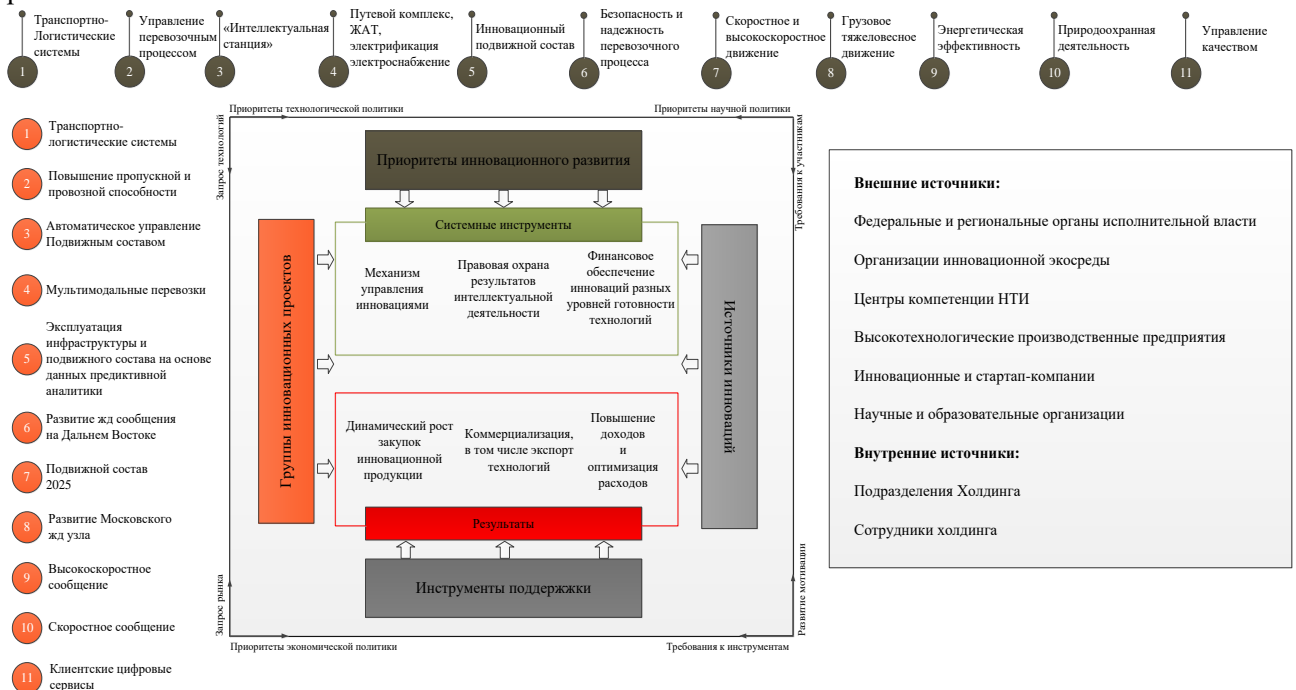 Транспортно-
Логистические
системы
1
Управление
перевозочным
процессом
2
«Интеллектуальная
станция»
3
Путевой комплекс,
ЖАТ,
электрификация
электроснабжение
4
Инновационный
подвижной состав
5
Безопасность и
надежность
перевозочного
процесса
6
Скоростное и
высокоскоростное
движение
7
Грузовое
тяжеловесное
движение
8
Энергетическая
эффективность
9
Природоохранная
деятельность
10
Управление
качеством
11
1
Транспортно-
логистические системы
2
Повышение пропускной и
провозной способности
3
Автоматическое управление
Подвижным составом
4
Мультимодальные перевозки
5
Эксплуатация
инфраструктуры и
подвижного состава на основе
данных предиктивной
аналитики
6
Развитие жд сообщения
на Дальнем Востоке
7
Подвижной состав
2025
8
Развитие Московского
жд узла
9
Высокоскоростное
сообщение
10
Скоростное сообщение
11
Клиентские цифровые
сервисы
Приоритеты технологической политики
Приоритеты научной политики
Запрос технологий
Требования к участникам
Приоритеты инновационного развития
Системные инструменты
Механизм
управления
инновациями
Правовая охрана
результатов
интеллектуальной
деятельности
Финансовое
обеспечение
инноваций разных
уровней готовности
технологий
Группы инновационных проектов
Источники инноваций
Динамический рост
закупок
инновационной
продукции
Коммерциализация,
в том числе экспорт
технологий
Повышение
доходов
и
оптимизация
расходов
Результаты
Инструменты поддержжки
Запрос рынка
Развитие мотивации
Приоритеты экономической политики
Требования к инструментам
Внешние источники:
Федеральные и региональные органы исполнительной власти
Организации инновационной экосреды
Центры компетенции НТИ
Высокотехнологические производственные предприятия
Инновационные и стартап-компании
Научные и образовательные организации
Внутренние источники:
Подразделения Холдинга
Сотрудники холдинга